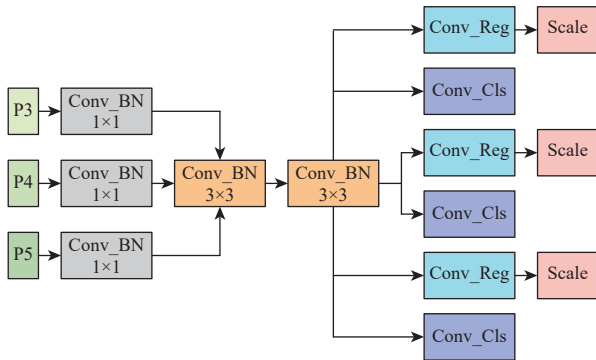 Conv_Reg
Scale
Conv_Cls
P3
Conv_BN
1×1
P4
Conv_BN
1×1
P5
Conv_BN
1×1
Conv_BN
3×3
Conv_BN
3×3
Conv_Reg
Scale
Conv_Cls
Conv_Reg
Scale
Conv_Cls